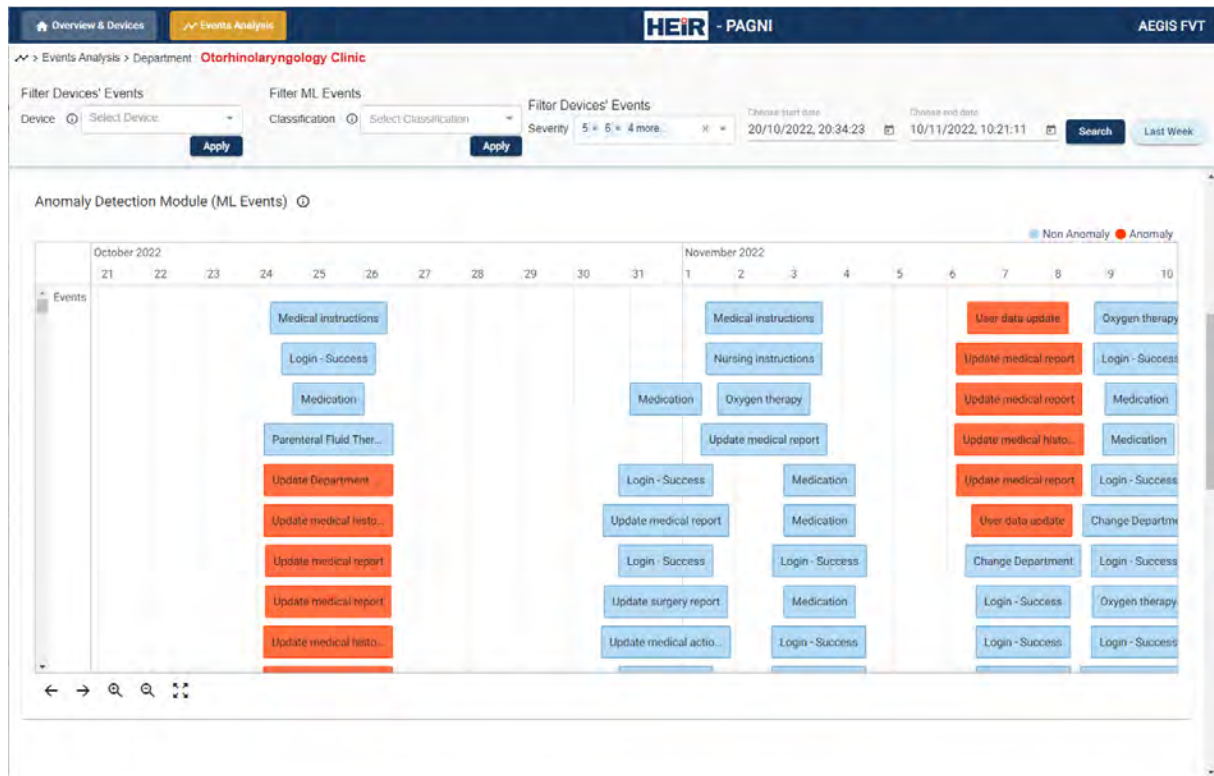 Overview & Devices
Events Analysis
HEiR - PAGNI
AEGIS FVT
> Events Analysis > Department : Otorhinolaryngology Clinic
Filter Devices' Events
Device
Select Device
Apply
Filter ML Events
Classification
Select Classification
Apply
Filter Devices' Events
Severity
5 × 6 × 4 more...
Choose start date
20/10/2022, 20:34:23
Choose end date
10/11/2022, 10:21:11
Search
Last Week
Anomaly Detection Module (ML Events)
Non Anomaly Anomaly
October 2022 November 2022
21 22 23 24 25 26 27 28 29 30 31 1 2 3 4 5 6 7 8 9 10
Events
Medical instructions Medical instructions User data update Oxygen therapy
Login - Success Nursing instructions Update medical report Login - Success
Medication Medication Oxygen therapy Update medical report Medication
Parenteral Fluid Ther... Update medical report Update medical histo... Medication
Update Department Login - Success Medication Update medical report Login - Success
Update medical histo... Update medical report Medication User data update Change Departme
Update medical report Login - Success Login - Success Change Department Login - Success
Update medical report Update surgery report Medication Login - Success Oxygen therapy
Update medical histo... Update medical actio... Login - Success Login - Success Login - Success